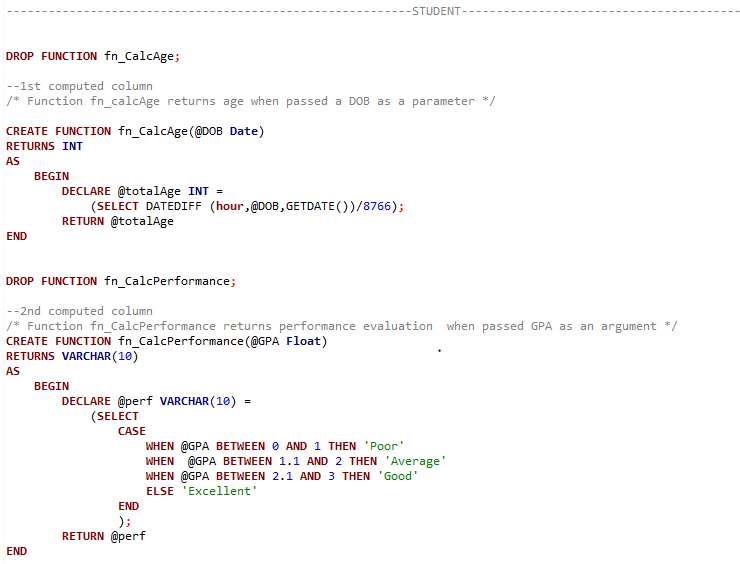 ----------------------------------------------------------STUDENT----------------------------------------
DROP FUNCTION fn_CalcAge;
--1st computed column
/* Function fn_calcAge returns age when passed a DOB as a parameter */
CREATE FUNCTION fn_CalcAge(@DOB Date)
RETURNS INT
AS
BEGIN
DECLARE @totalAge INT =
(SELECT DATEDIFF (hour,@DOB,GETDATE())/8766);
RETURN @totalAge
END
DROP FUNCTION fn_CalcPerformance;
--2nd computed column
/* Function fn_CalcPerformance returns performance evaluation  when passed GPA as an argument */
CREATE FUNCTION fn_CalcPerformance(@GPA Float)
RETURNS VARCHAR(10)
AS
BEGIN
DECLARE @perf VARCHAR(10) =
(SELECT
CASE
WHEN @GPA BETWEEN 0 AND 1 THEN 'Poor'
WHEN  @GPA BETWEEN 1.1 AND 2 THEN 'Average'
WHEN @GPA BETWEEN 2.1 AND 3 THEN 'Good'
ELSE 'Excellent'
END
);
RETURN @perf
END